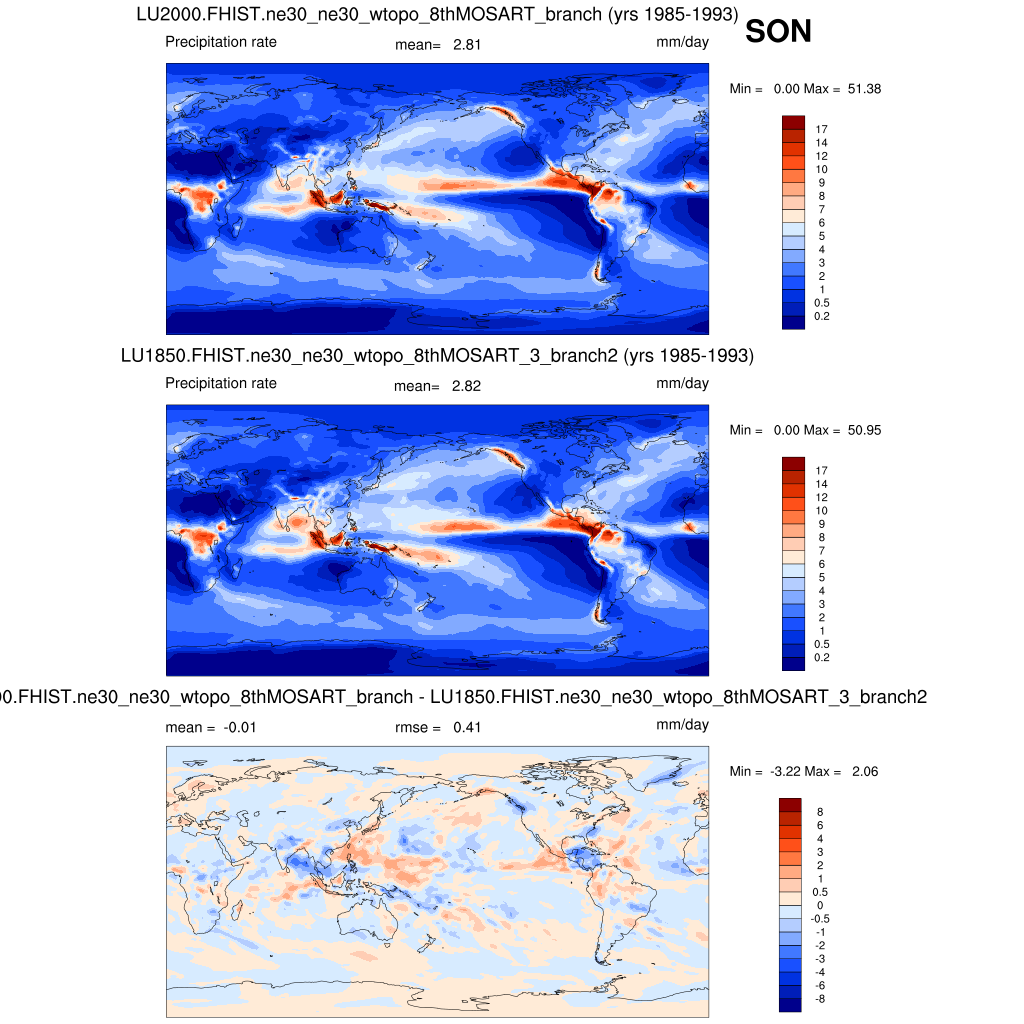 LU2000.FHIST.ne30_ne30_wtopo_8thMOSART_branch (yrs 1985-1993)
SON
Precipitation rate
mean= 2.81
mm/day
Min = 0.00 Max = 51.38
17
14
12
10
9
8
7
6
5
4
3
2
1
0.5
0.2
LU1850.FHIST.ne30_ne30_wtopo_8thMOSART_3_branch2 (yrs 1985-1993)
Precipitation rate
mean= 2.82
mm/day
Min = 0.00 Max = 50.95
17
14
12
10
9
8
7
6
5
4
3
2
1
0.5
0.2
0.FHIST.ne30_ne30_wtopo_8thMOSART_branch - LU1850.FHIST.ne30_ne30_wtopo_8thMOSART_3_branch2
mean = -0.01
rmse = 0.41
mm/day
Min = -3.22 Max = 2.06
8
6
4
3
2
1
0.5
0
-0.5
-1
-2
-3
-4
-6
-8